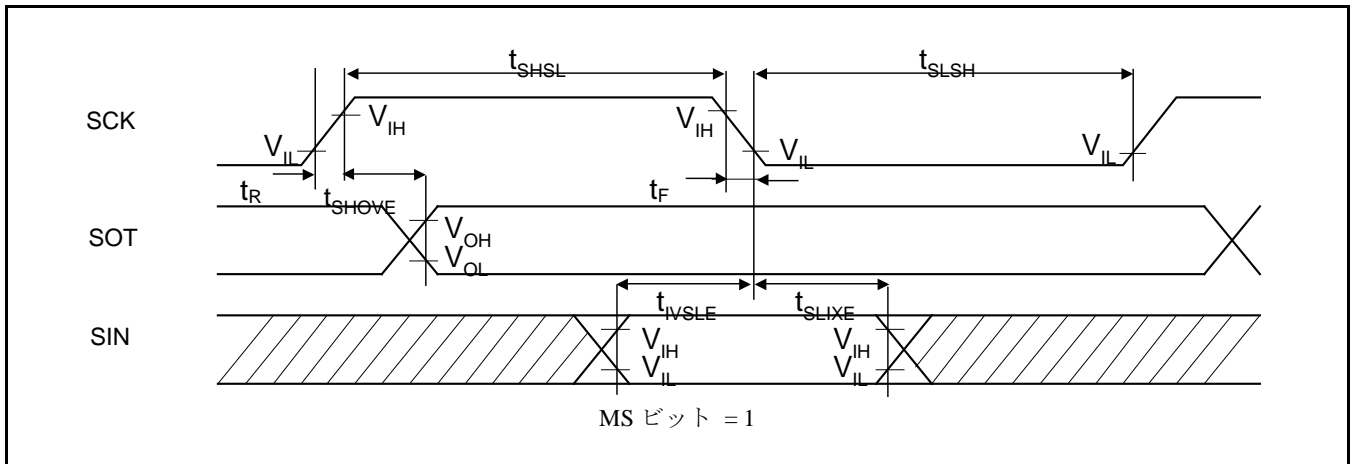 tSHSL
tSLSH
SCK
VIH
VIH
VIL
VIL
VIL
tR
tSHOVE
tF
SOT
VOH
VOL
tIVSLE
tSLIXE
SIN
VIH
VIH
VIL
VIL
MS ビット = 1